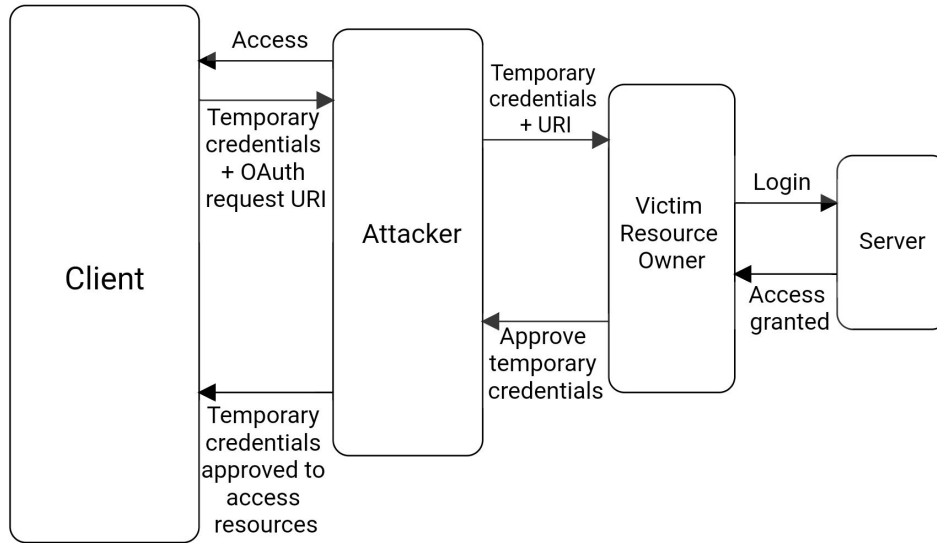 Client
Access
Temporary
credentials
+ OAuth
request URI
Temporary
credentials
approved to
access
resources
Attacker
Temporary
credentials
+ URI
Approve
temporary
credentials
Victim
Resource
Owner
Login
Access
granted
Server